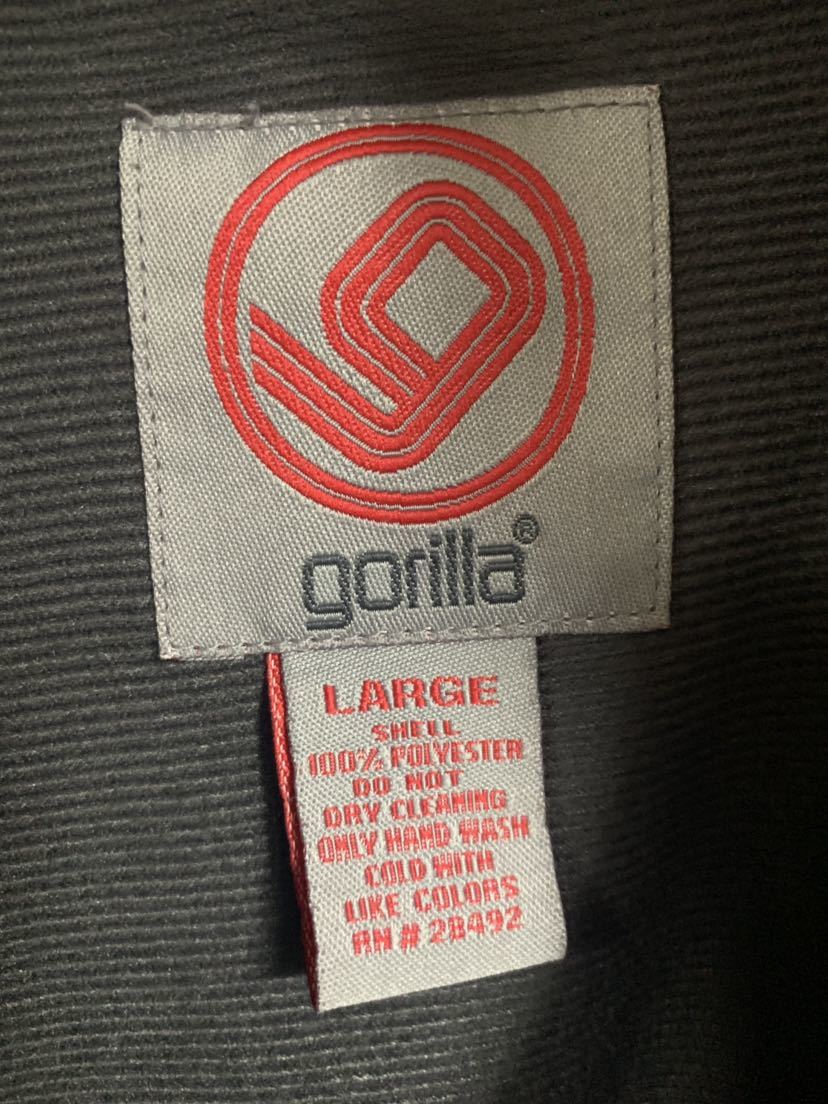 gorilla®
LARGE
SHELL
100% POLYESTER
DO NOT
DRY CLEANING
ONLY HAND WASH
COLD WITH
LIKE COLORS
RN # 28492